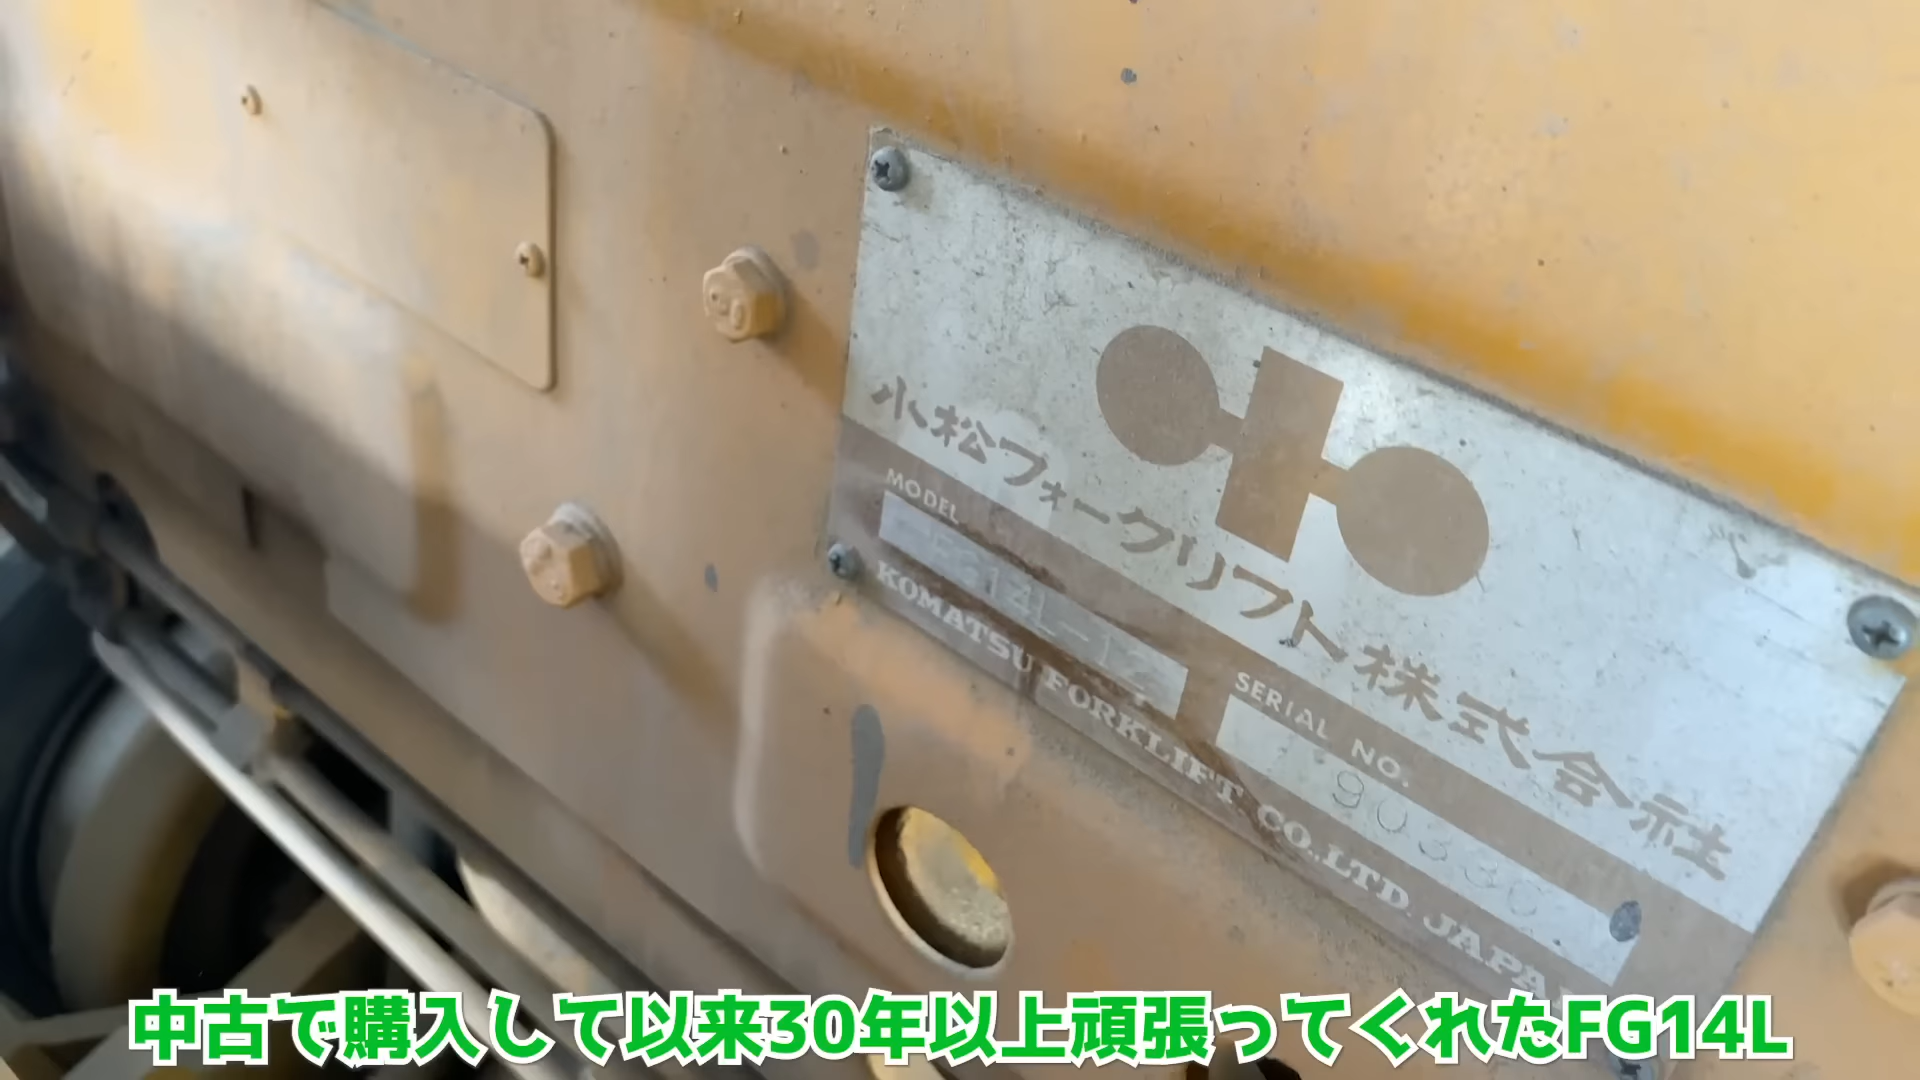 小松フォークリフト株式会社
MODEL
FG14L-12
SERIAL NO.
KOMATSU FORKLIFT CO.,LTD. JAPAN
中古で購入して以来30年以上頑張ってくれたFG14L